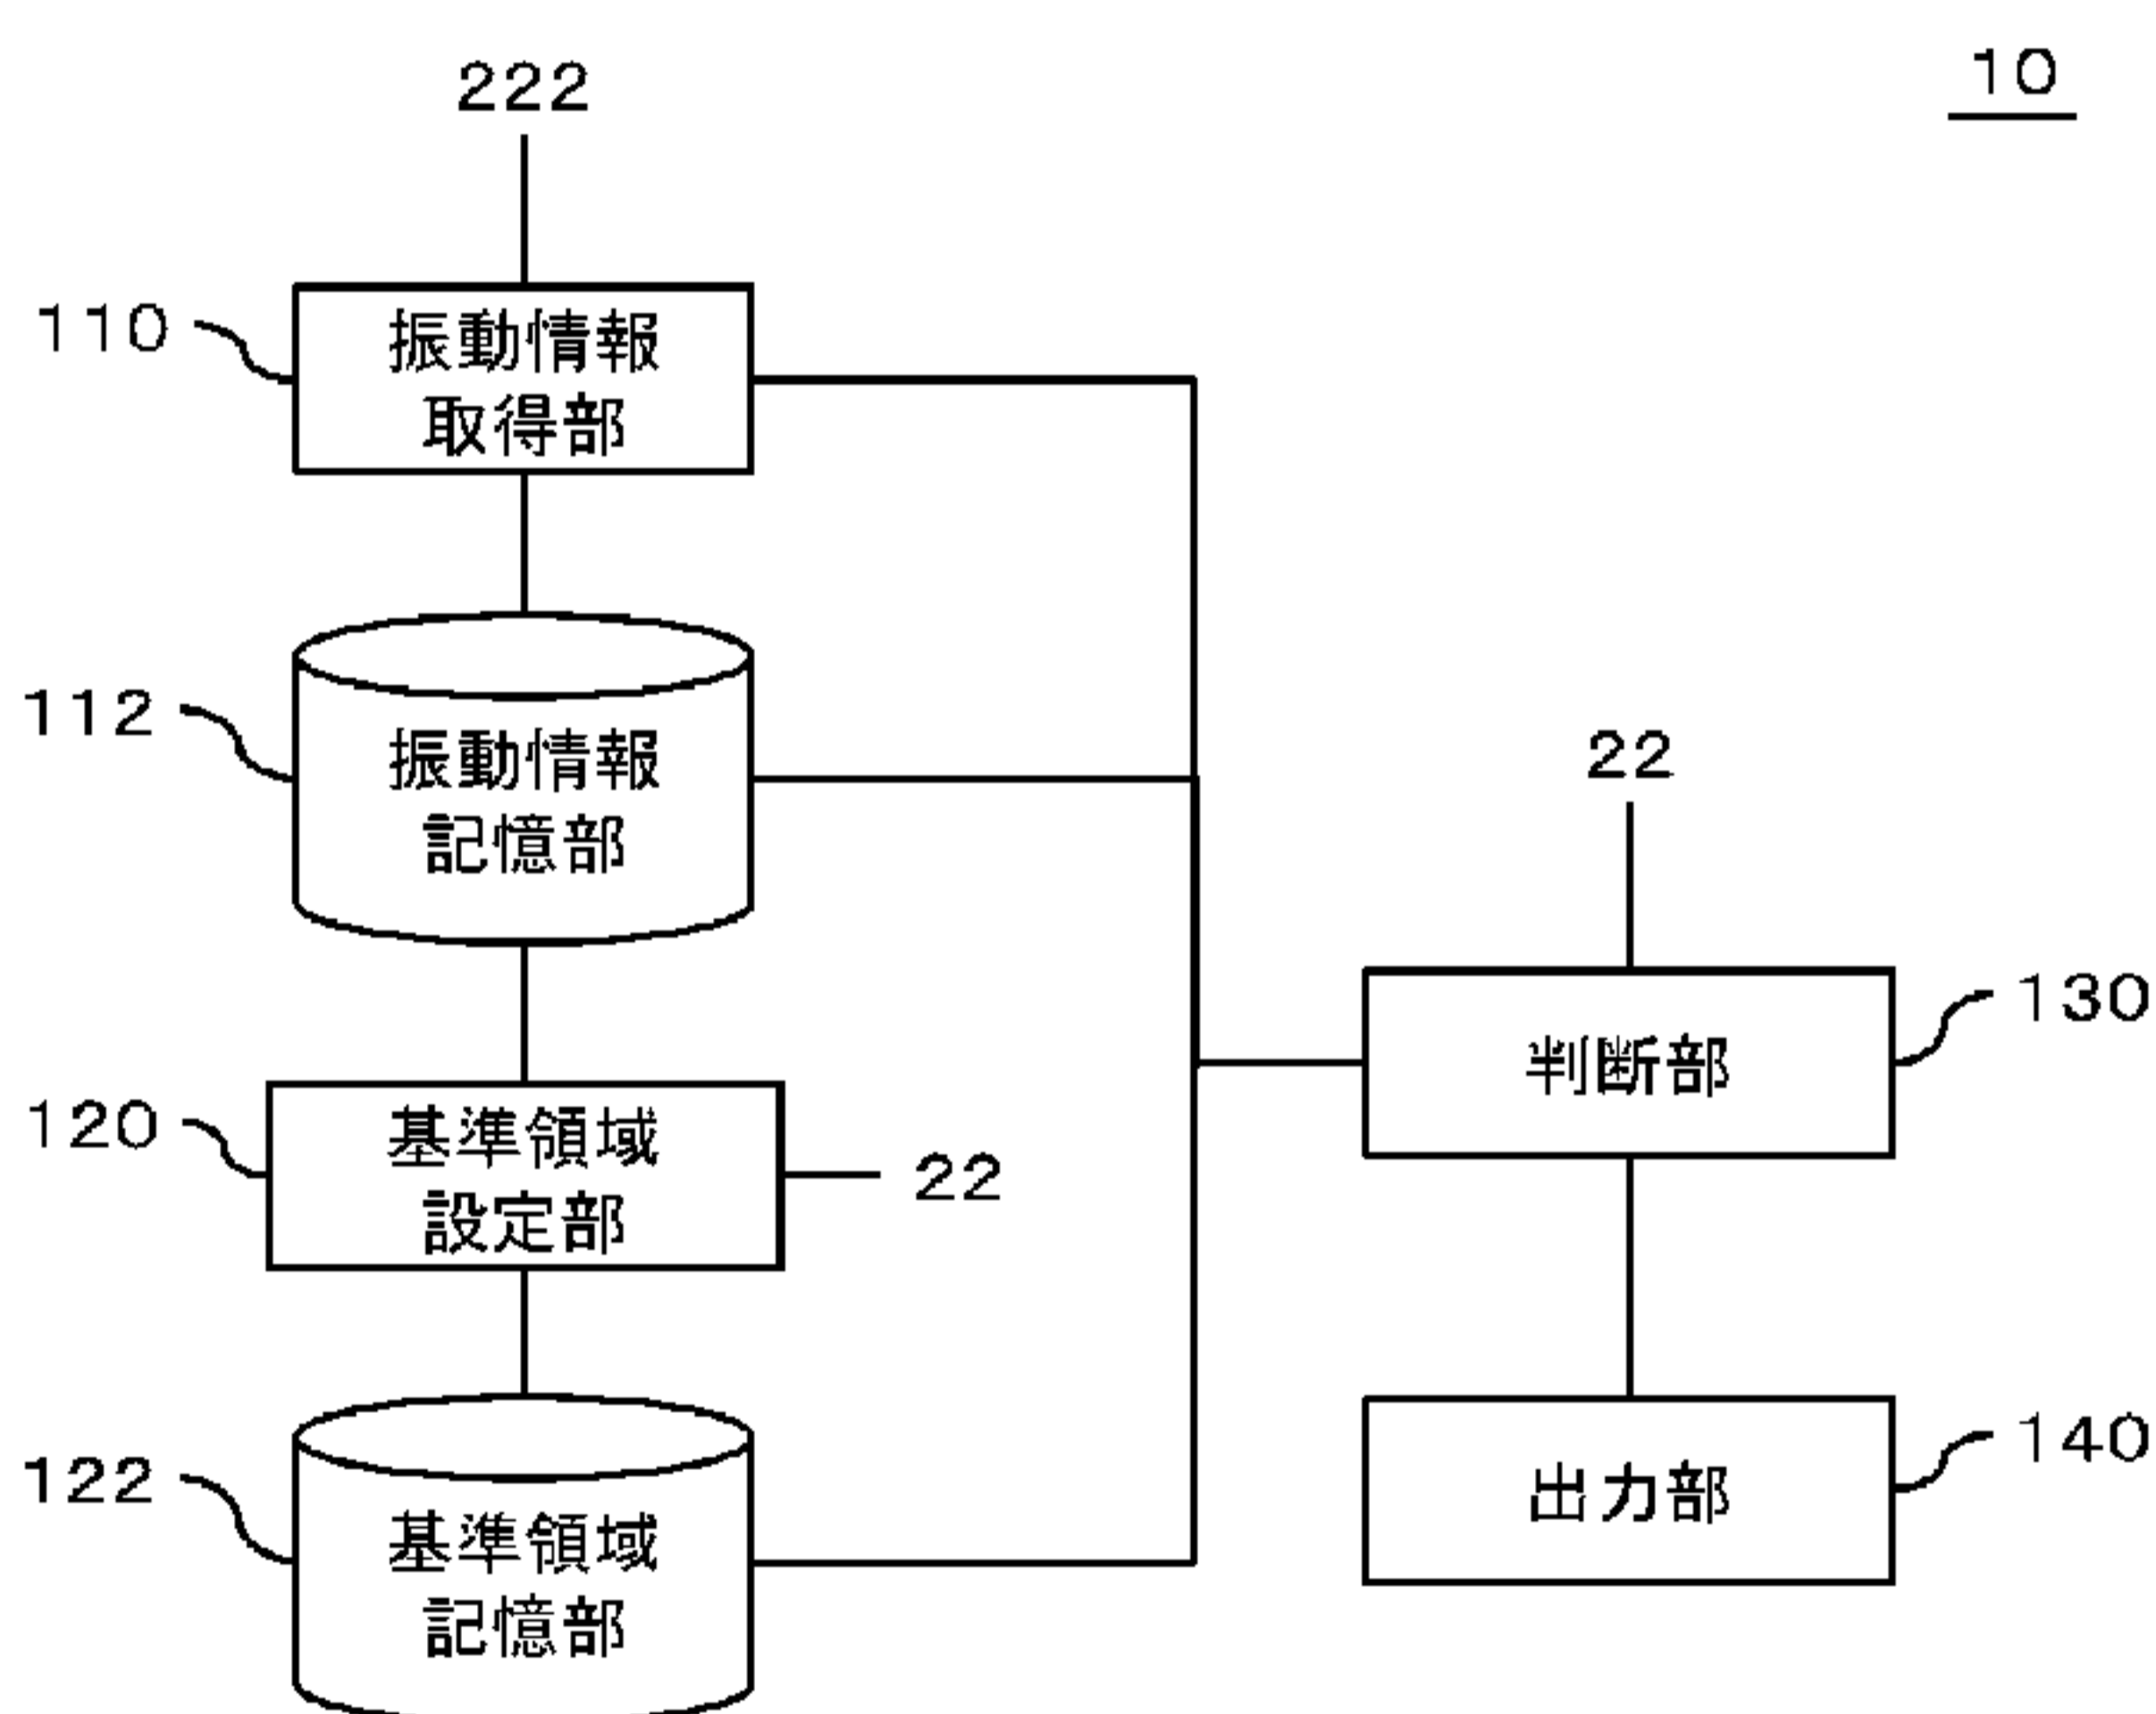 222
10
110
振動情報
取得部
112
振動情報
記憶部
22
130
判断部
120
基準領域
設定部
22
122
基準領域
記憶部
140
出力部